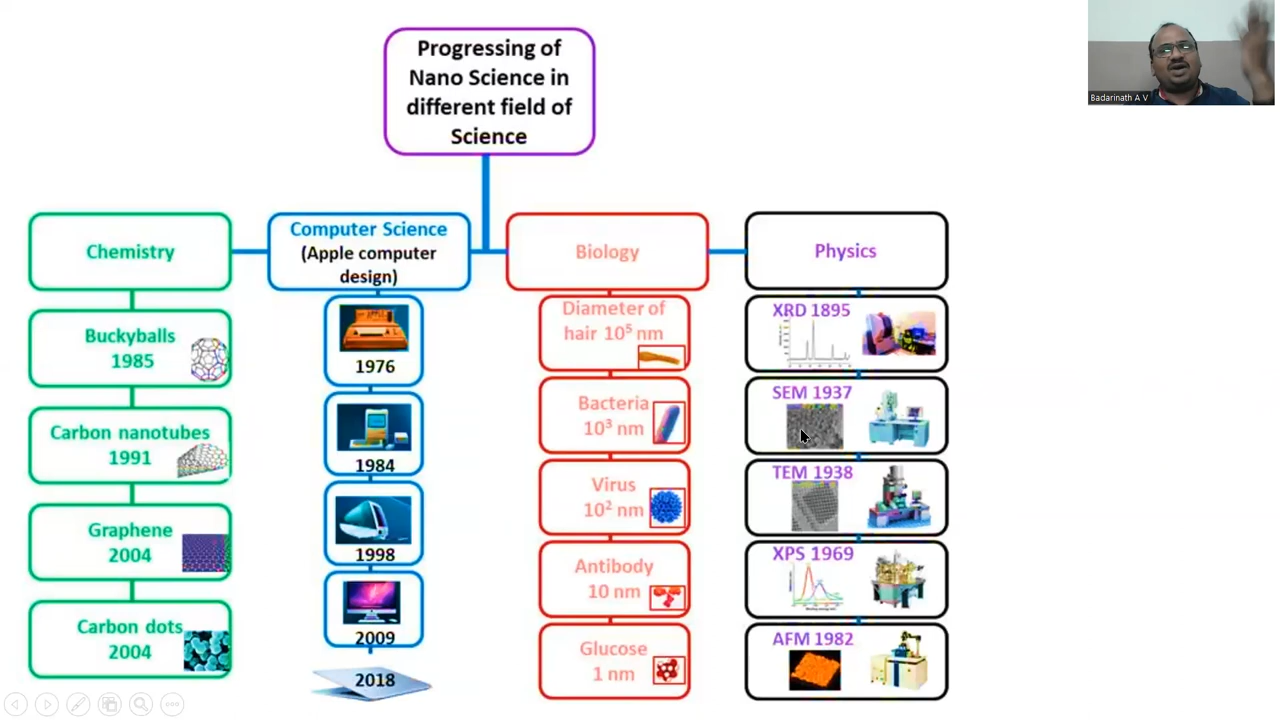 Progressing of
Nano Science in
different field of
Science
Badarinath A V
Chemistry
Buckyballs
1985
Carbon nanotubes
1991
Graphene
2004
Carbon dots
2004
Computer Science
(Apple computer
design)
1976
1984
1998
2009
2018
Biology
Diameter of
hair 10⁵ nm
Bacteria
10³ nm
Virus
10² nm
Antibody
10 nm
Glucose
1 nm
Physics
XRD 1895
SEM 1937
TEM 1938
XPS 1969
AFM 1982